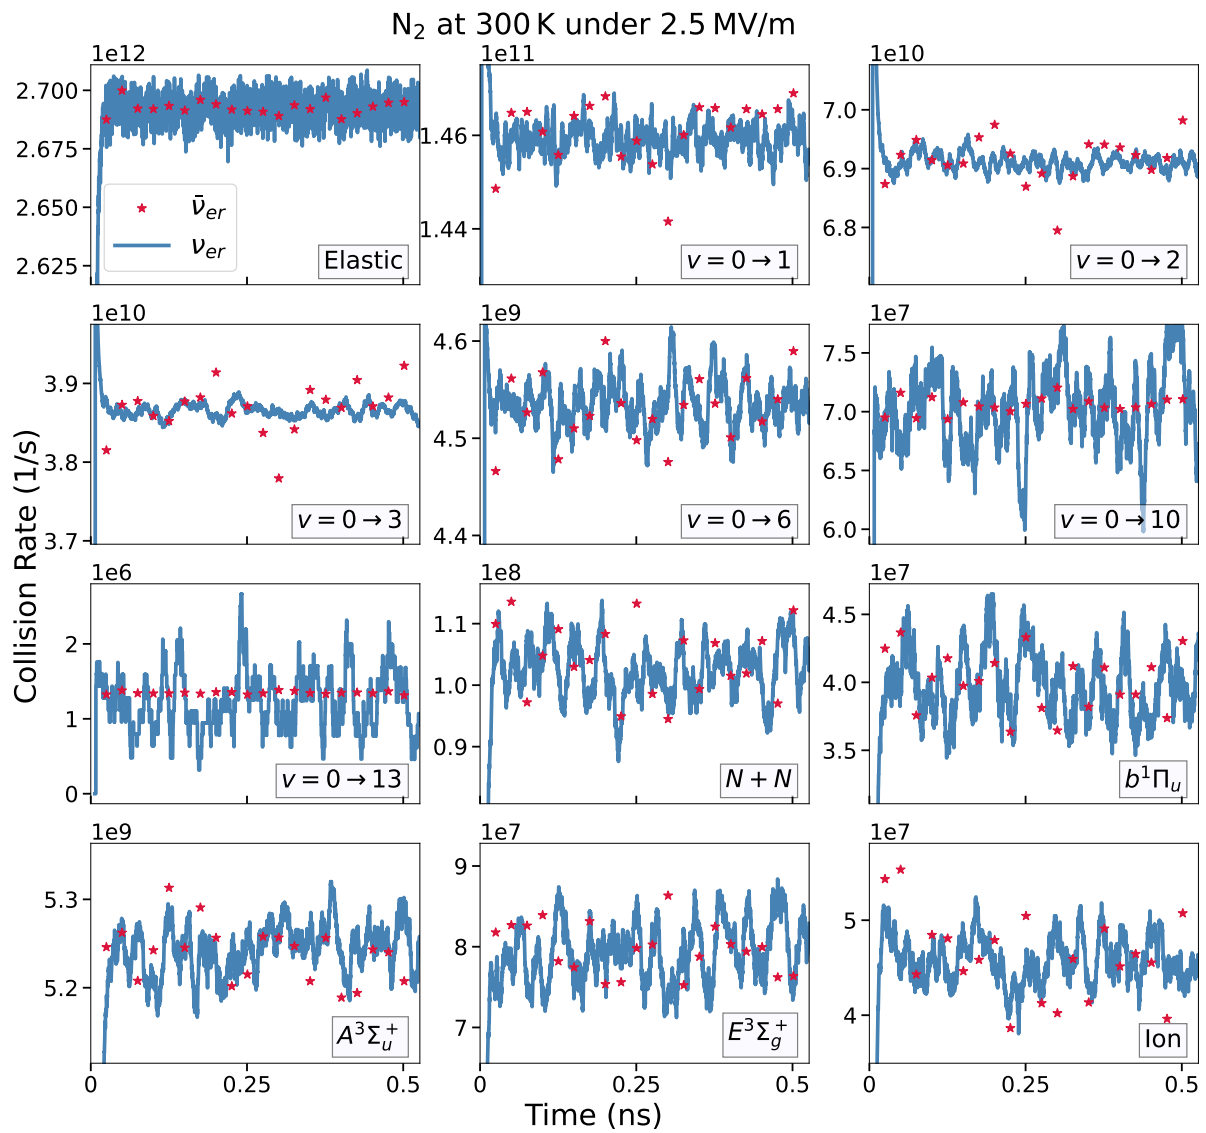 N₂ at 300 K under 2.5 MV/m
1e12
2.700
2.675
2.650
2.625
ν̄ₑᵣ
νₑᵣ
Elastic
1e11
1.46
1.44
v = 0→1
1e10
7.0
6.9
6.8
v = 0→2
1e10
3.9
3.8
3.7
v = 0→3
1e9
4.6
4.5
4.4
v = 0→6
1e7
7.5
7.0
6.5
6.0
v = 0→10
Collision Rate (1/s)
1e6
2
1
0
v = 0→13
1e8
1.1
1.0
0.9
N + N
1e7
4.5
4.0
3.5
b¹Πᵤ
1e9
5.3
5.2
A³Σᵤ⁺
0 0.25 0.5
1e7
9
8
7
E³Σg⁺
0 0.25 0.5
1e7
5
4
Ion
0 0.25 0.5
Time (ns)